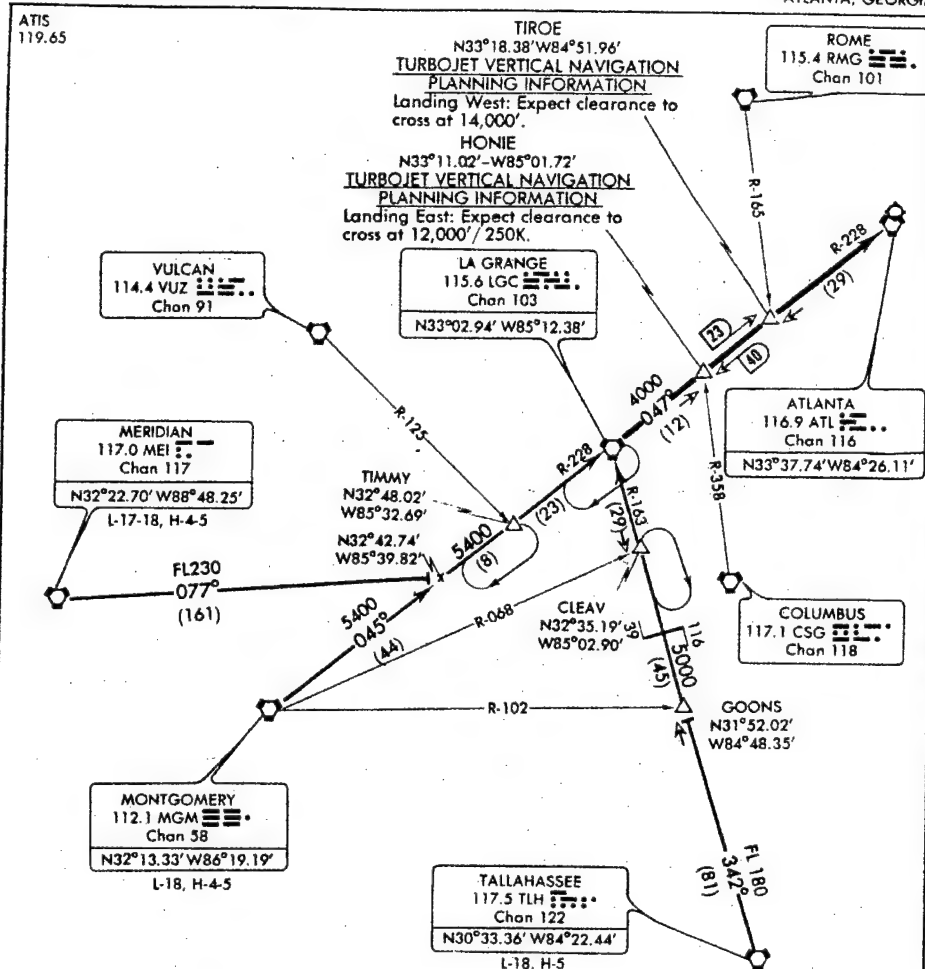 ATLANTA, GEORGIA
ATIS
119.65
TIROE
N33°18.38'W84°51.96'
TURBOJET VERTICAL NAVIGATION
PLANNING INFORMATION
Landing West: Expect clearance to
cross at 14,000'.
HONIE
N33°11.02'-W85°01.72'
TURBOJET VERTICAL NAVIGATION
PLANNING INFORMATION
Landing East: Expect clearance to
cross at 12,000'/ 250K.
ROME
115.4 RMG
Chan 101
R-165
R-228
(29)
VULCAN
114.4 VUZ
Chan 91
LA GRANGE
115.6 LGC
Chan 103
N33°02.94' W85°12.38'
23
40
4000
047°
(12)
ATLANTA
116.9 ATL
Chan 116
N33°37.74' W84°26.11'
R-125
MERIDIAN
117.0 MEI
Chan 117
N32°22.70' W88°48.25'
L-17-18, H-4-5
TIMMY
N32°48.02'
W85°32.69'
N32°42.74'
W85°39.82'
R-228
(23)
R-163
(29)
R-358
5400
(8)
FL230
077°
(161)
5400
045°
(44)
R-068
CLEAV
N32°35.19'
W85°02.90'
39
116
5000
(45)
COLUMBUS
117.1 CSG
Chan 118
R-102
GOONS
N31°52.02'
W84°48.35'
MONTGOMERY
112.1 MGM
Chan 58
N32°13.33' W86°19.19'
L-18, H-4-5
FL 180
342°
(81)
TALLAHASSEE
117.5 TLH
Chan 122
N30°33.36' W84°22.44'
L-18, H-5